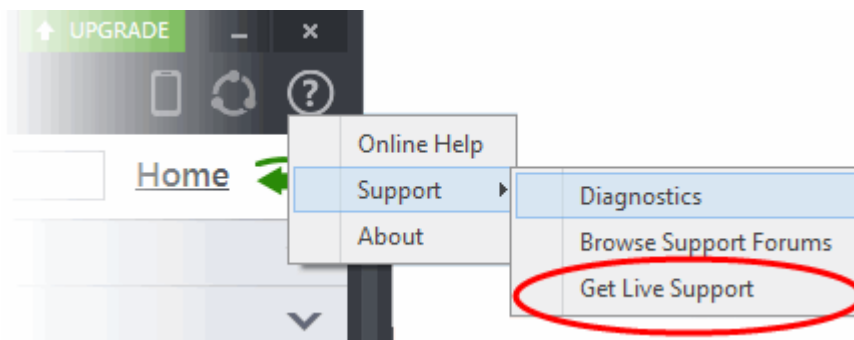 UPGRADE
Home
Online Help
Support
About
Diagnostics
Browse Support Forums
Get Live Support